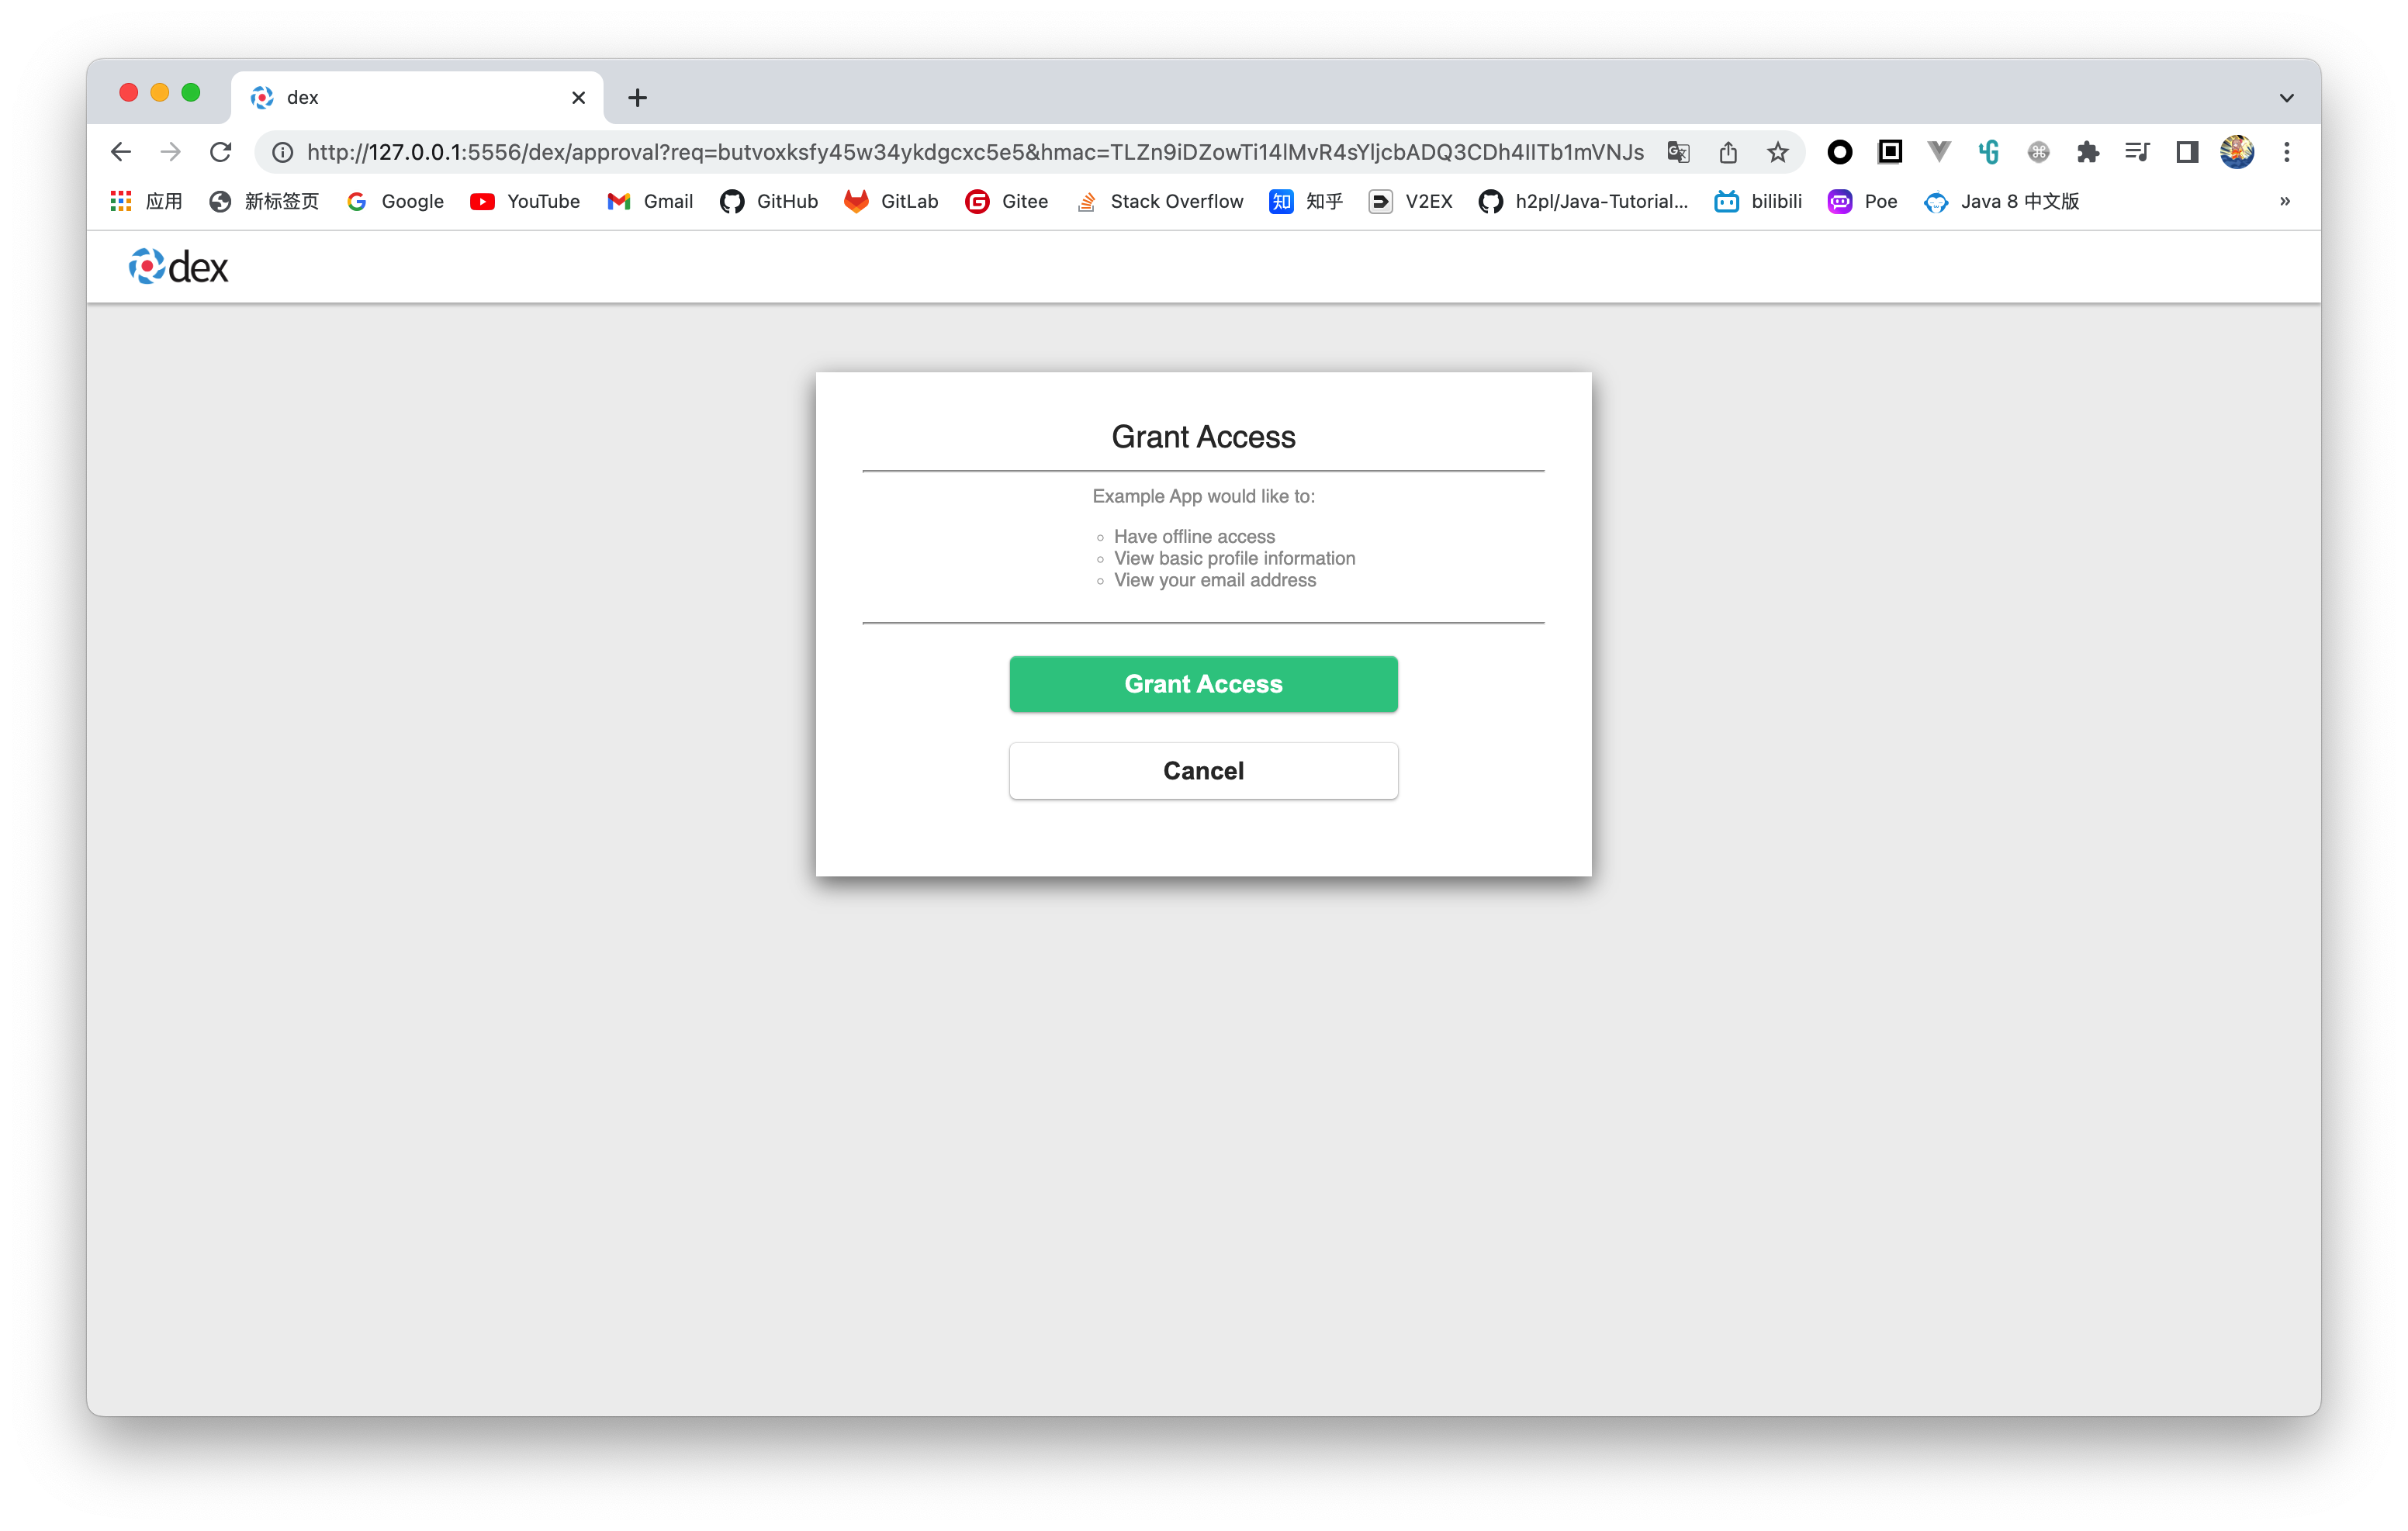 dex
http://127.0.0.1:5556/dex/approval?req=butvoxksfy45w34ykdgcxc5e5&hmac=TLZn9iDZowTi14lMvR4sYljcbADQ3CDh4lITb1mVNJs
应用 新标签页 Google YouTube Gmail GitHub GitLab Gitee Stack Overflow 知 知乎 V2EX h2pl/Java-Tutorial... bilibili Poe Java 8 中文版 »
dex
Grant Access
Example App would like to:
Have offline access
View basic profile information
View your email address
Grant Access
Cancel